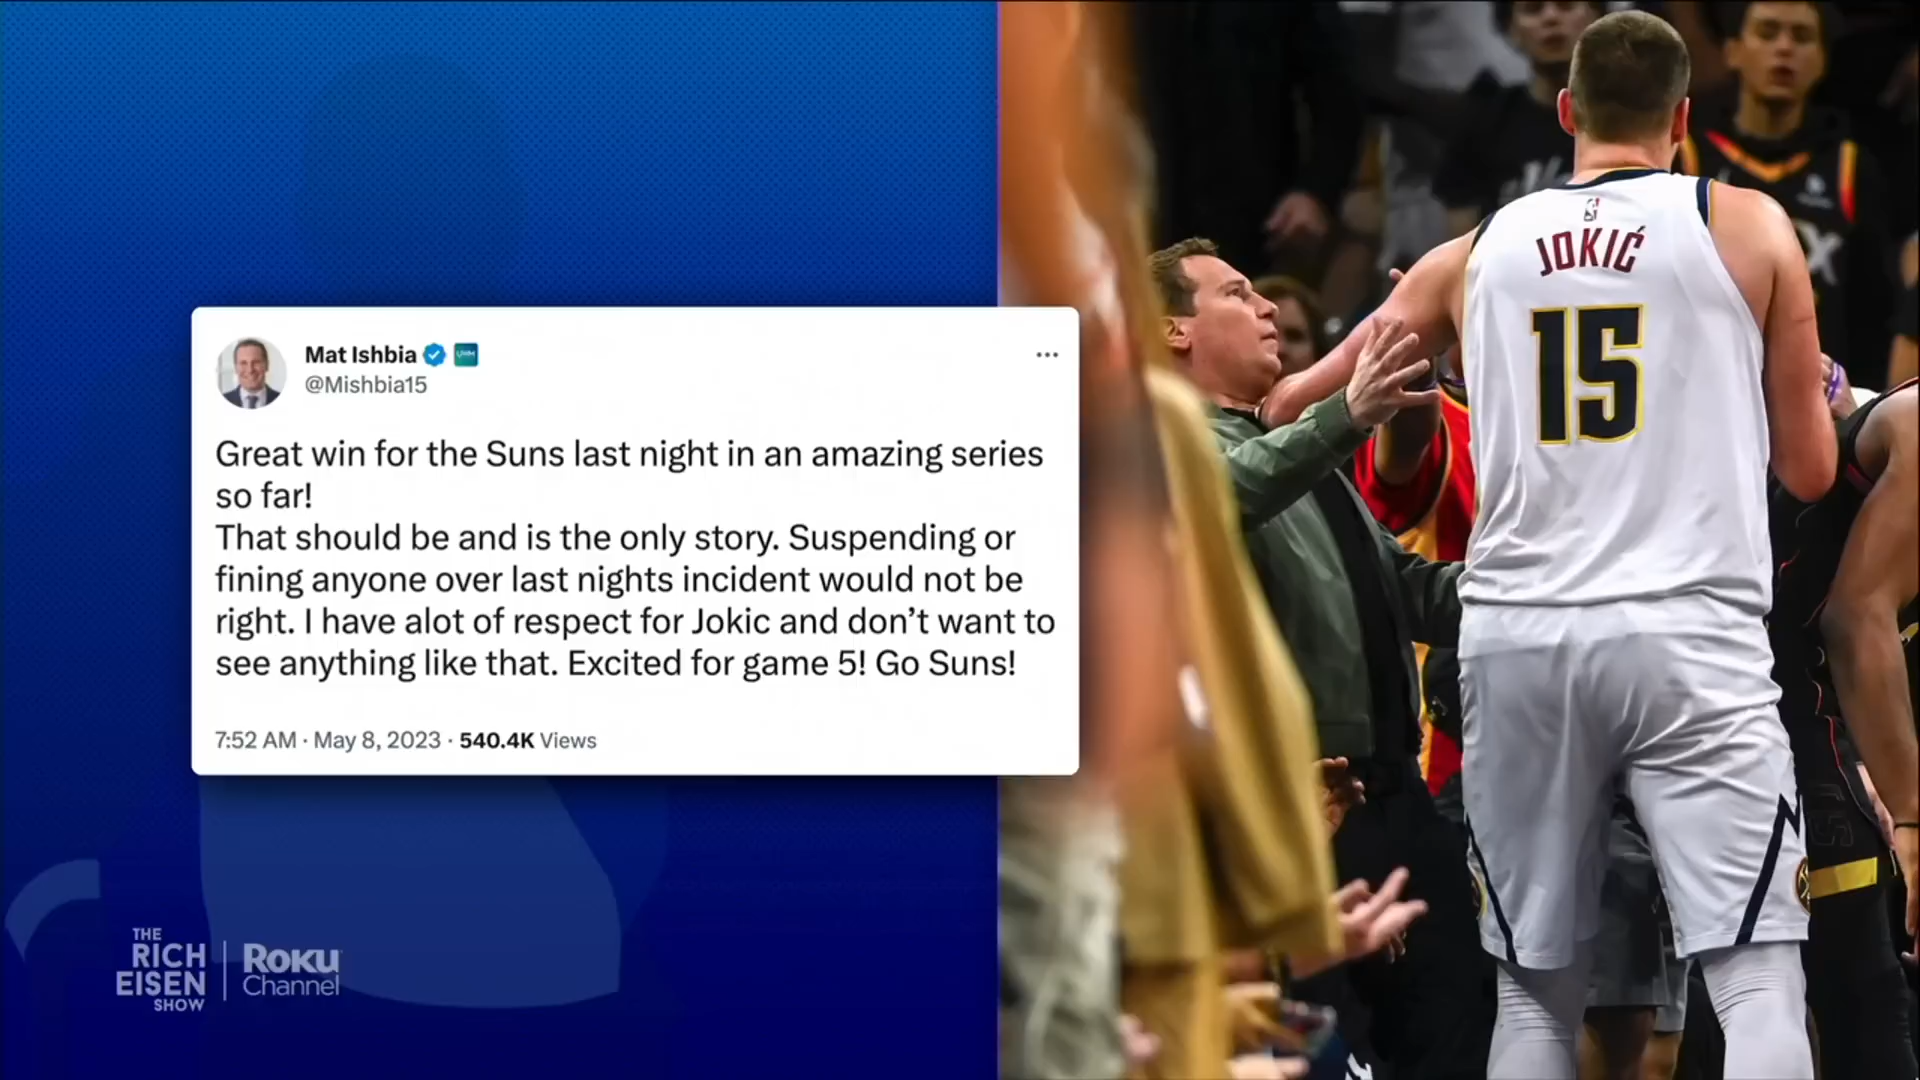 Mat Ishbia
UWM
@Mishbia15
Great win for the Suns last night in an amazing series
so far!
That should be and is the only story. Suspending or
fining anyone over last nights incident would not be
right. I have alot of respect for Jokic and don’t want to
see anything like that. Excited for game 5! Go Suns!
7:52 AM · May 8, 2023 · 540.4K Views
THE
RICH
EISEN
SHOW
Roku
Channel
JOKIĆ
15